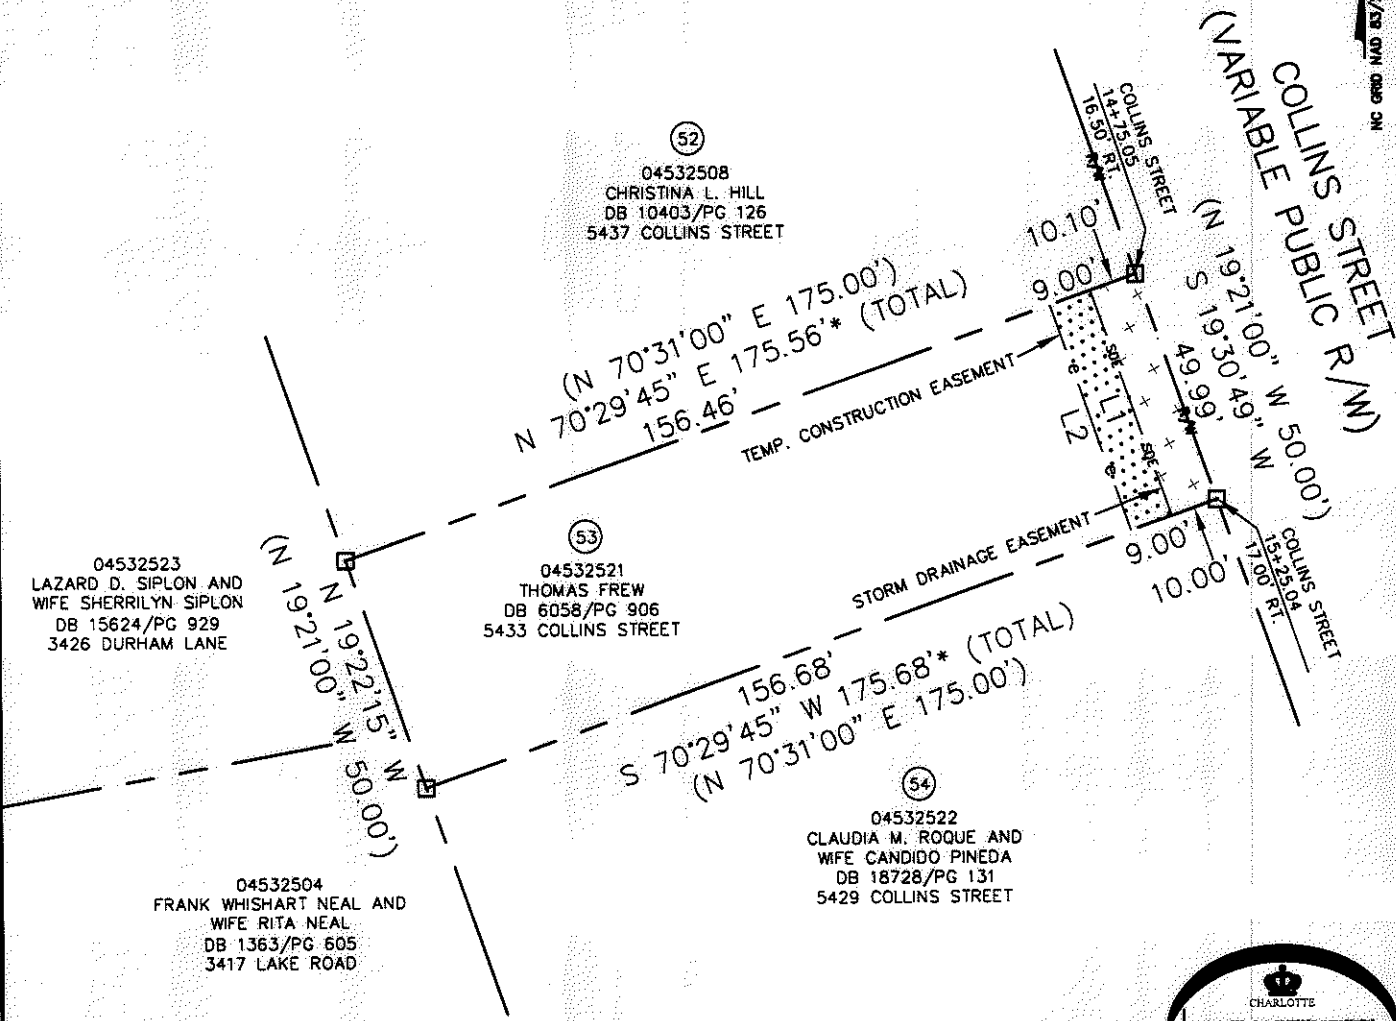 NC GRID NAD 83/
COLLINS STREET
(VARIABLE PUBLIC R/W)
COLLINS STREET
14+75.05
16.50' RT.
R/W
52
04532508
CHRISTINA L. HILL
DB 10403/PG 126
5437 COLLINS STREET
10.10'
9.00'
(N 19°21'00" W 50.00')
S 19°30'49" W
49.99'
R/W
(N 70°31'00" E 175.00')
N 70°29'45" E 175.56'* (TOTAL)
156.46'
TEMP. CONSTRUCTION EASEMENT
SDE
L1
SDE
e
L2
e
STORM DRAINAGE EASEMENT
9.00'
10.00'
COLLINS STREET
15+25.04
17.00' RT.
53
04532521
THOMAS FREW
DB 6058/PG 906
5433 COLLINS STREET
04532523
LAZARD D. SIPLON AND
WIFE SHERRILYN SIPLON
DB 15624/PG 929
3426 DURHAM LANE
N 19°22'15" W
(N 19°21'00" W 50.00')
156.68'
S 70°29'45" W 175.68'* (TOTAL)
(N 70°31'00" E 175.00')
54
04532522
CLAUDIA M. ROQUE AND
WIFE CANDIDO PINEDA
DB 18728/PG 131
5429 COLLINS STREET
04532504
FRANK WHISHART NEAL AND
WIFE RITA NEAL
DB 1363/PG 605
3417 LAKE ROAD
CHARLOTTE